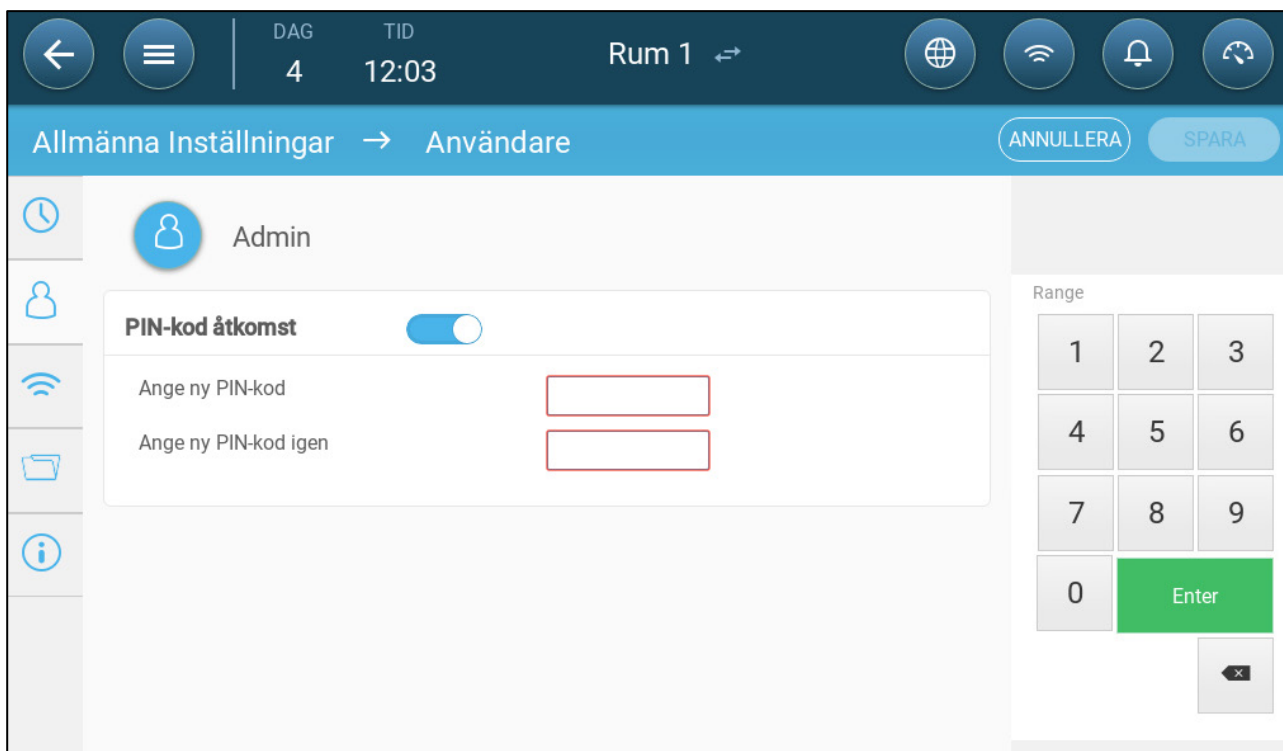 DAG TID
4 12:03 Rum 1
Allmänna Inställningar → Användare ANNULLERA SPARA
Admin
Range
PIN-kod åtkomst
Ange ny PIN-kod
Ange ny PIN-kod igen
1 2 3
4 5 6
7 8 9
0 Enter